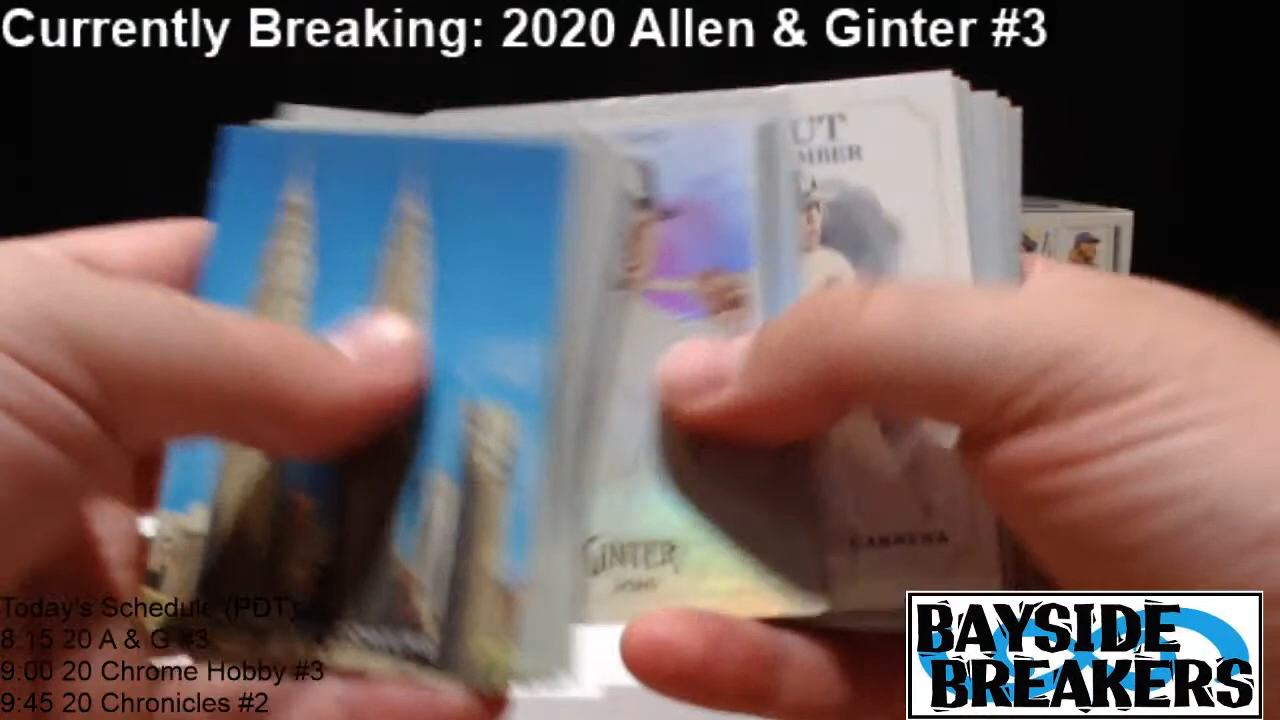 Currently Breaking: 2020 Allen & Ginter #3
UT
MBER
GINTER
CABRERA
Today's Schedule (PDT)
8:15 20 A & G #3
9:00 20 Chrome Hobby #3
9:45 20 Chronicles #2
BAYSIDE
BREAKERS